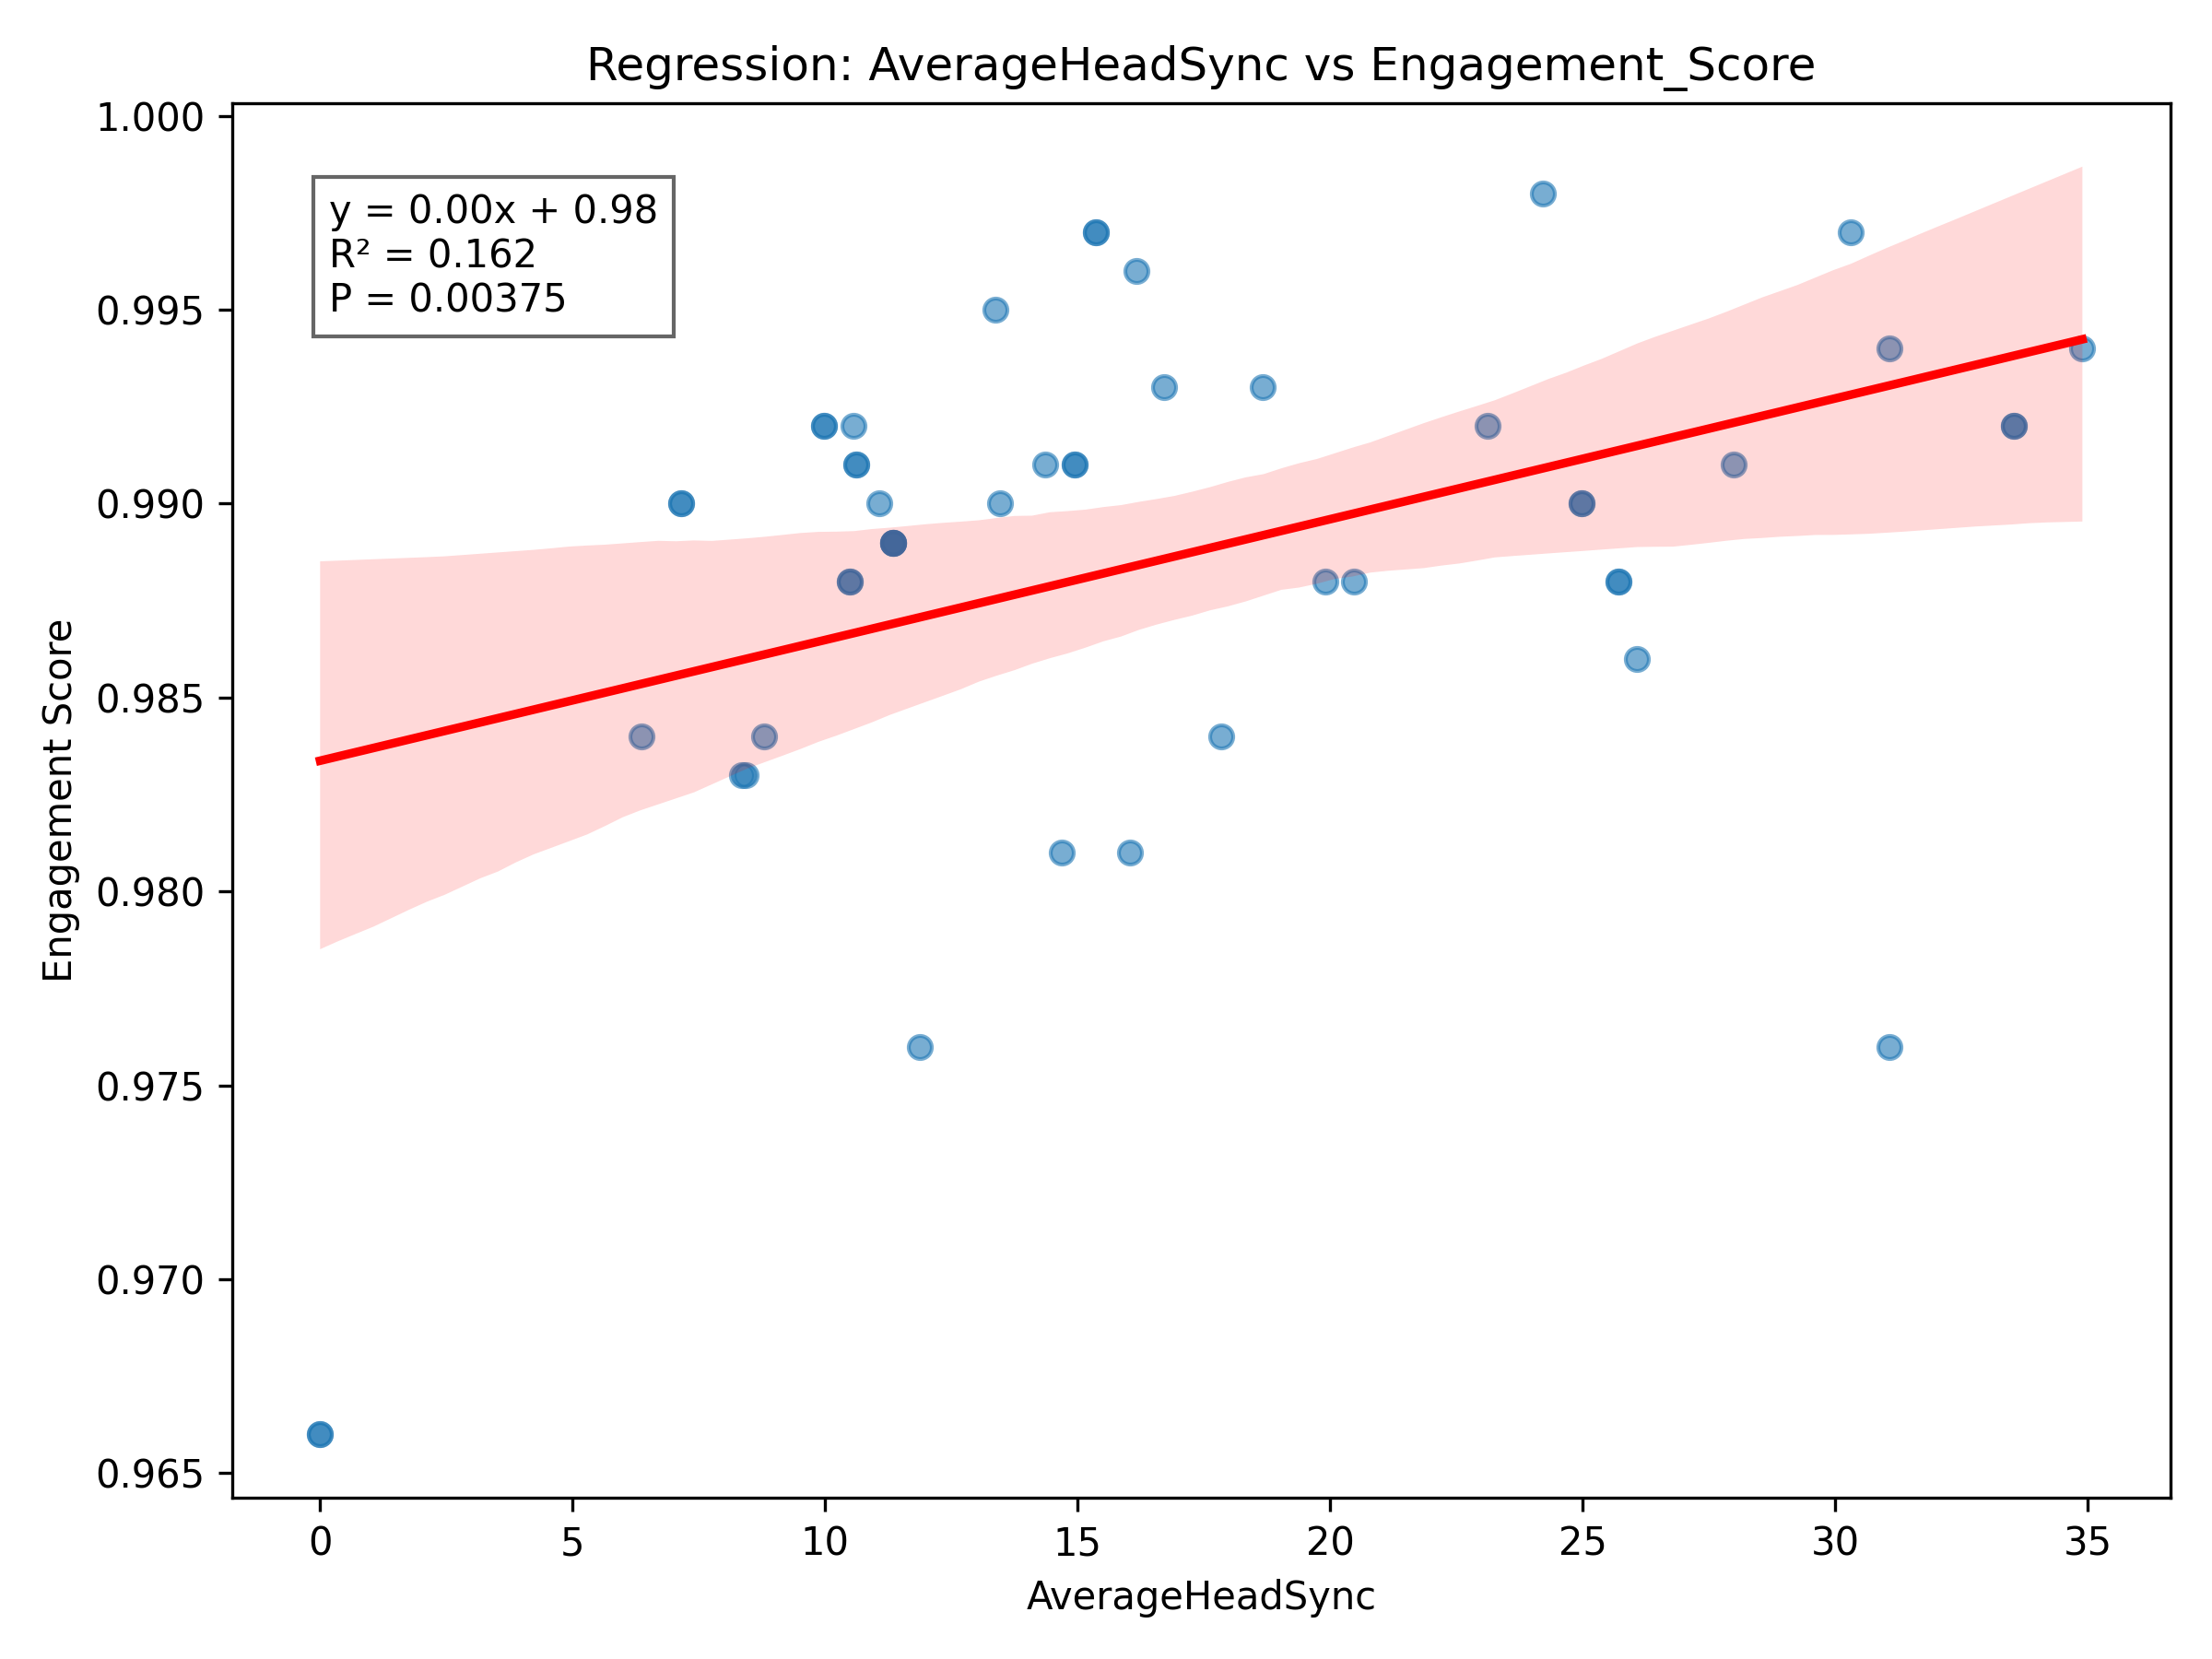 Regression: AverageHeadSync vs Engagement_Score
1.000
y = 0.00x + 0.98
R² = 0.162
P = 0.00375
0.995
0.990
0.985
0.980
0.975
0.970
0.965
Engagement Score
0 5 10 15 20 25 30 35
AverageHeadSync